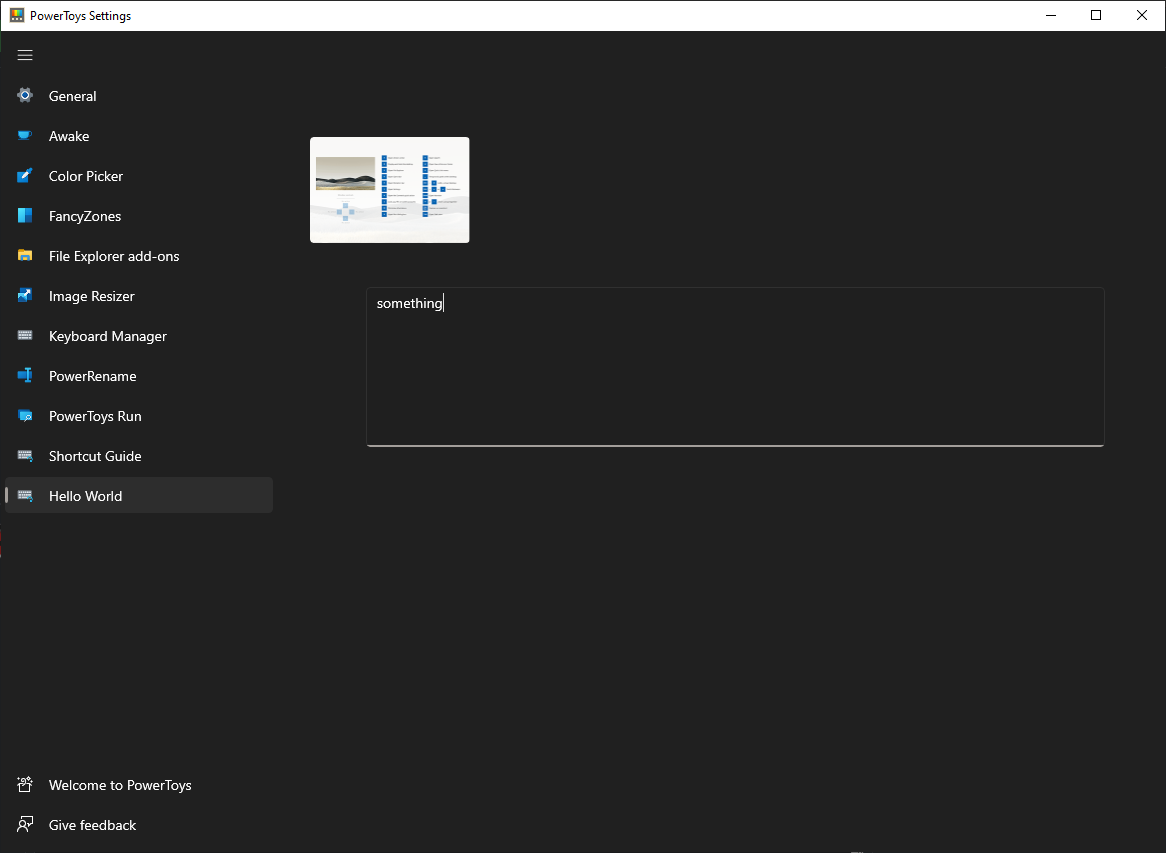 PowerToys Settings
General
Awake
Color Picker
FancyZones
File Explorer add-ons
Image Resizer
Keyboard Manager
PowerRename
PowerToys Run
Shortcut Guide
Hello World
something
Welcome to PowerToys
Give feedback